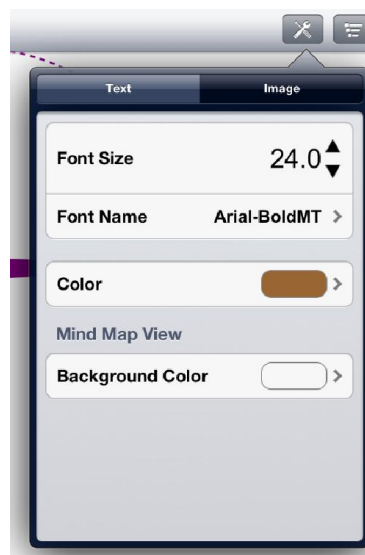 Text Image
Font Size 24.0
Font Name Arial-BoldMT
Color
Mind Map View
Background Color